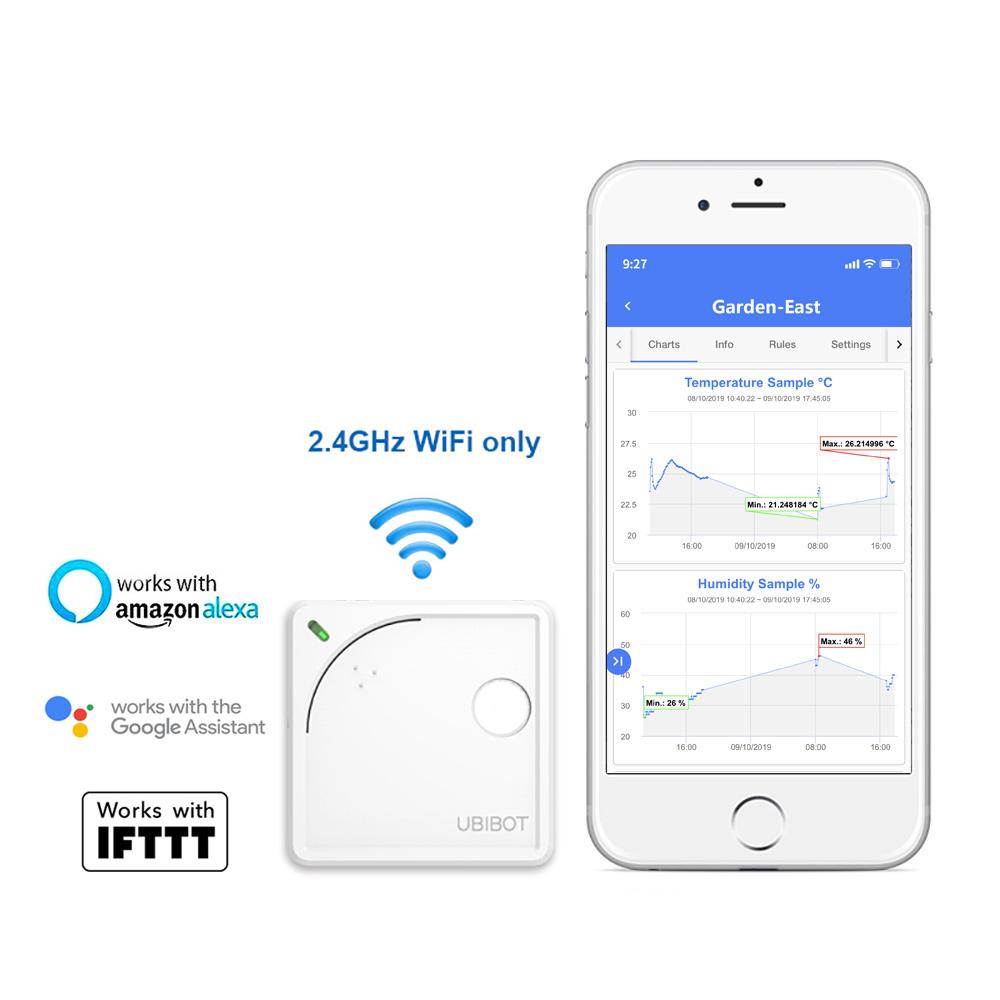 2.4GHz WiFi only
works with
amazon alexa
works with the
Google Assistant
Works with
IFTTT
UBIBOT
9:27
Garden-East
Charts Info Rules Settings
Temperature Sample °C
08/10/2019 10:40:22 ~ 09/10/2019 17:45:05
30
27.5
25
22.5
20
Max.: 26.214996 °C
Min.: 21.248184 °C
16:00 09/10/2019 08:00 16:00
Humidity Sample %
08/10/2019 10:40:22 ~ 09/10/2019 17:45:05
60
50
40
30
20
Max.: 46 %
Min.: 26 %
16:00 09/10/2019 08:00 16:00